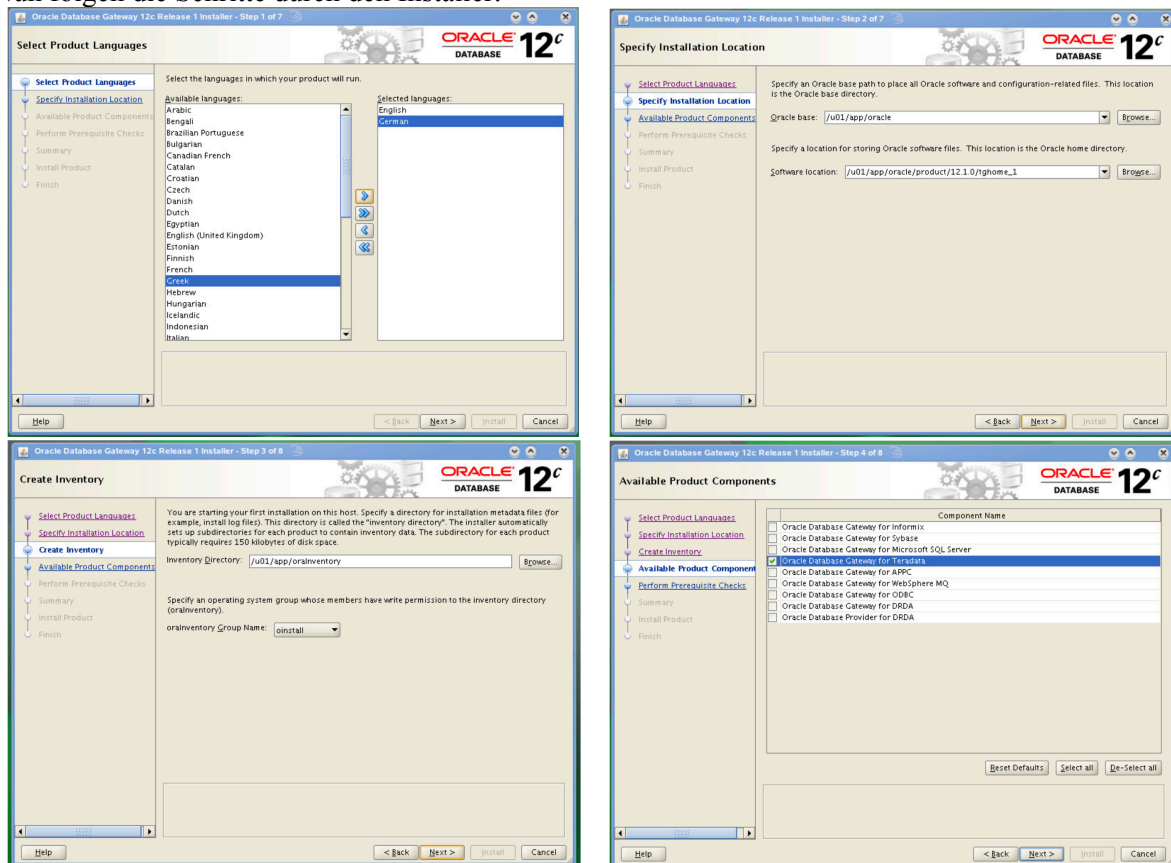 folgen die Schritte durch den Installer:
Oracle Database Gateway 12c Release 1 Installer - Step 1 of 7
Select Product Languages
ORACLE
DATABASE
12c
Select Product Languages
Specify Installation Location
Available Product Components
Perform Prerequisite Checks
Summary
Install Product
Finish
Select the languages in which your product will run.
Available languages:
Arabic
Bengali
Brazilian Portuguese
Bulgarian
Canadian French
Catalan
Croatian
Czech
Danish
Dutch
Egyptian
English (United Kingdom)
Estonian
Finnish
French
Greek
Hebrew
Hungarian
Icelandic
Indonesian
Italian
Selected languages:
English
German
Help
< Back
Next >
Install
Cancel
Oracle Database Gateway 12c Release 1 Installer - Step 2 of 7
Specify Installation Location
ORACLE
DATABASE
12c
Select Product Languages
Specify Installation Location
Available Product Components
Perform Prerequisite Checks
Summary
Install Product
Finish
Specify an Oracle base path to place all Oracle software and configuration-related files. This location
is the Oracle base directory.
Oracle base: /u01/app/oracle Browse...
Specify a location for storing Oracle software files. This location is the Oracle home directory.
Software location: /u01/app/oracle/product/12.1.0/tghome_1 Browse...
Help
< Back
Next >
Install
Cancel
Oracle Database Gateway 12c Release 1 Installer - Step 3 of 8
Create Inventory
ORACLE
DATABASE
12c
Select Product Languages
Specify Installation Location
Create Inventory
Available Product Components
Perform Prerequisite Checks
Summary
Install Product
Finish
You are starting your first installation on this host. Specify a directory for installation metadata files (for
example, install log files). This directory is called the "inventory directory". The installer automatically
sets up subdirectories for each product to contain inventory data. The subdirectory for each product
typically requires 150 kilobytes of disk space.
Inventory Directory: /u01/app/oraInventory Browse...
Specify an operating system group whose members have write permission to the inventory directory
(oraInventory).
oraInventory Group Name: oinstall
Help
< Back
Next >
Install
Cancel
Oracle Database Gateway 12c Release 1 Installer - Step 4 of 8
Available Product Components
ORACLE
DATABASE
12c
Select Product Languages
Specify Installation Location
Create Inventory
Available Product Component
Perform Prerequisite Checks
Summary
Install Product
Finish
Component Name
Oracle Database Gateway for Informix
Oracle Database Gateway for Sybase
Oracle Database Gateway for Microsoft SQL Server
Oracle Database Gateway for Teradata
Oracle Database Gateway for APPC
Oracle Database Gateway for WebSphere MQ
Oracle Database Gateway for ODBC
Oracle Database Gateway for DRDA
Oracle Database Provider for DRDA
Reset Defaults
Select all
De-Select all
Help
< Back
Next >
Install
Cancel